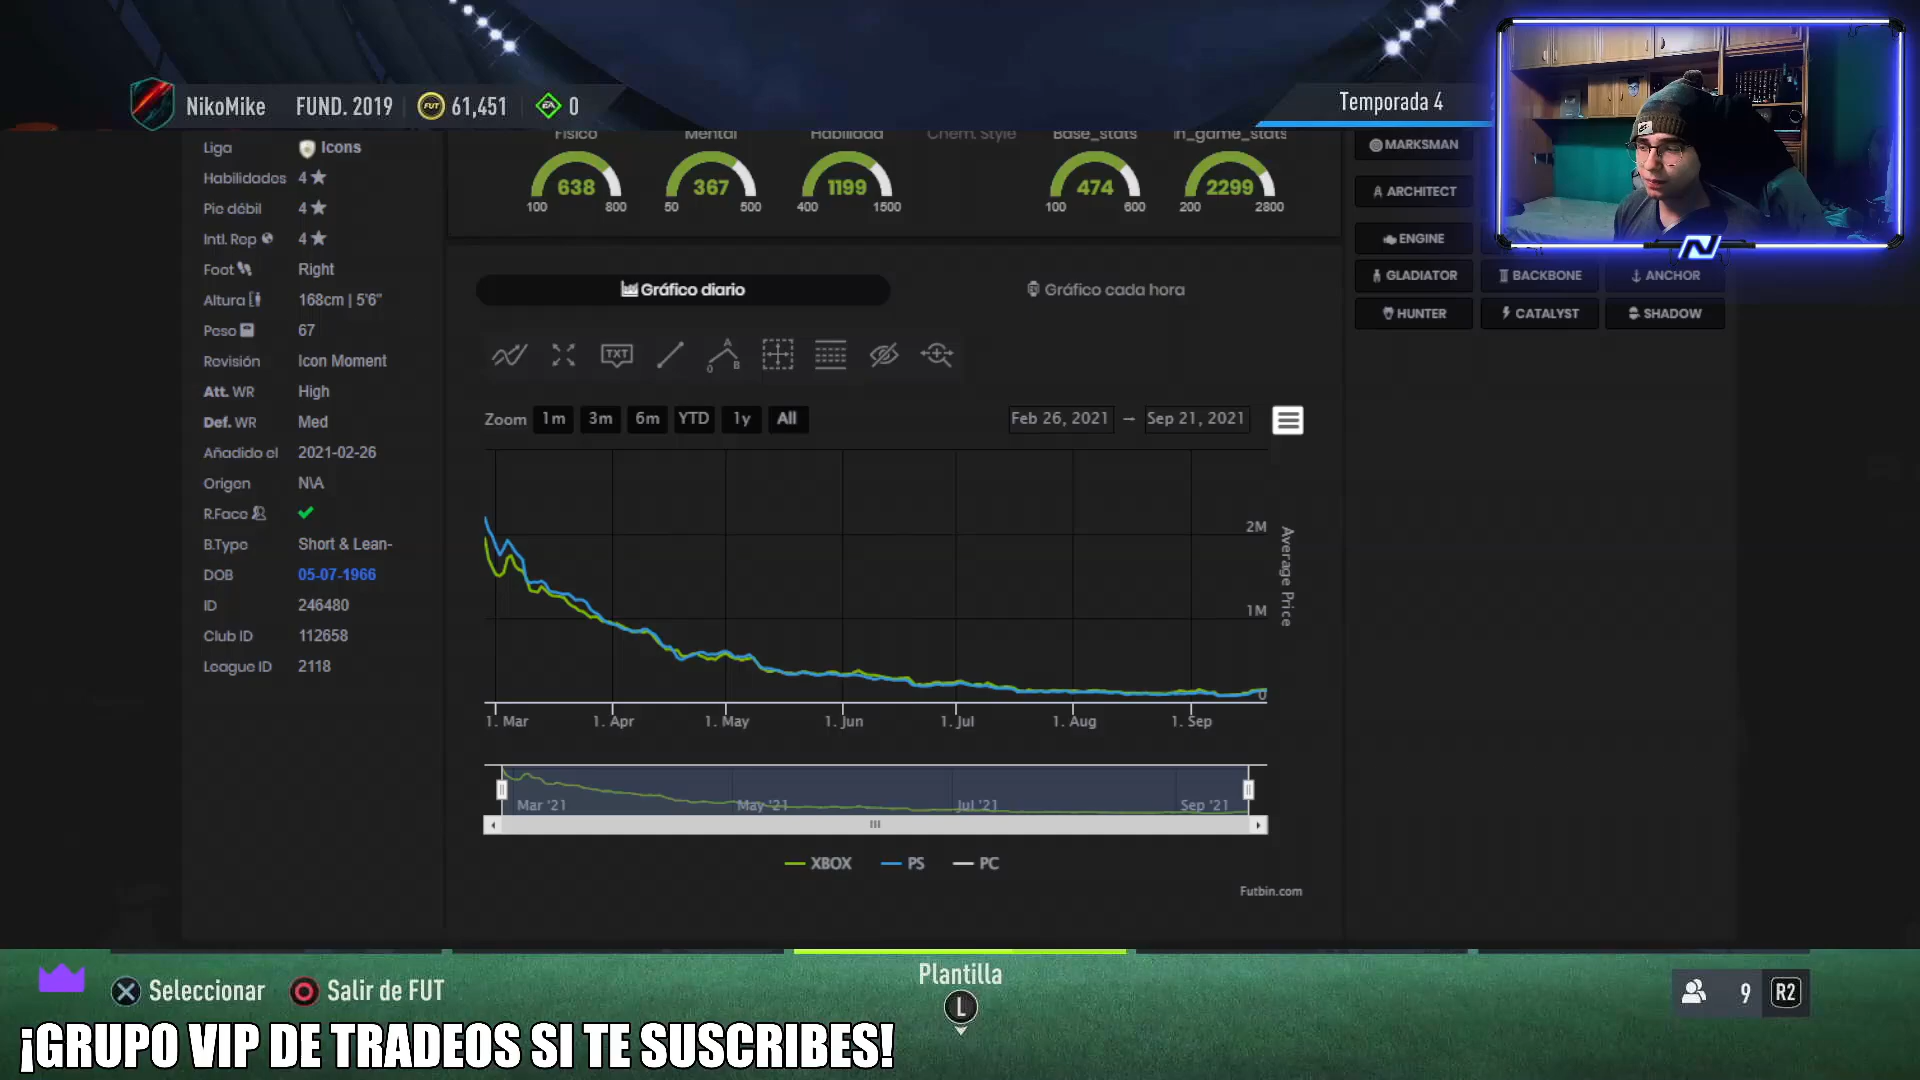 NikoMike FUND. 2019 FUT 61,451 0
Temporada 4
Físico Mental Habilidad Chem. Style Base_stats in_game_stats
638 367 1199 474 2299
100 800 50 500 400 1500 100 600 200 2800
Liga Icons
Habilidades 4
Pie débil 4
Intl. Rep 4
Foot Right
Altura 168cm | 5'6"
Peso 67
Revisión Icon Moment
Att. WR High
Def. WR Med
Añadido el 2021-02-26
Origen N\A
R.Face
B.Type Short & Lean-
DOB 05-07-1966
ID 246480
Club ID 112658
League ID 2118
Gráfico diario Gráfico cada hora
TXT A 0 B
Zoom 1m 3m 6m YTD 1y All Feb 26, 2021 → Sep 21, 2021
2M
1M
0
Average Price
1. Mar 1. Apr 1. May 1. Jun 1. Jul 1. Aug 1. Sep
Mar '21 May '21 Jul '21 Sep '21
XBOX PS PC
Futbin.com
MARKSMAN
ARCHITECT
ENGINE
GLADIATOR BACKBONE ANCHOR
HUNTER CATALYST SHADOW
Seleccionar Salir de FUT
Plantilla
L
9 R2
¡GRUPO VIP DE TRADEOS SI TE SUSCRIBES!